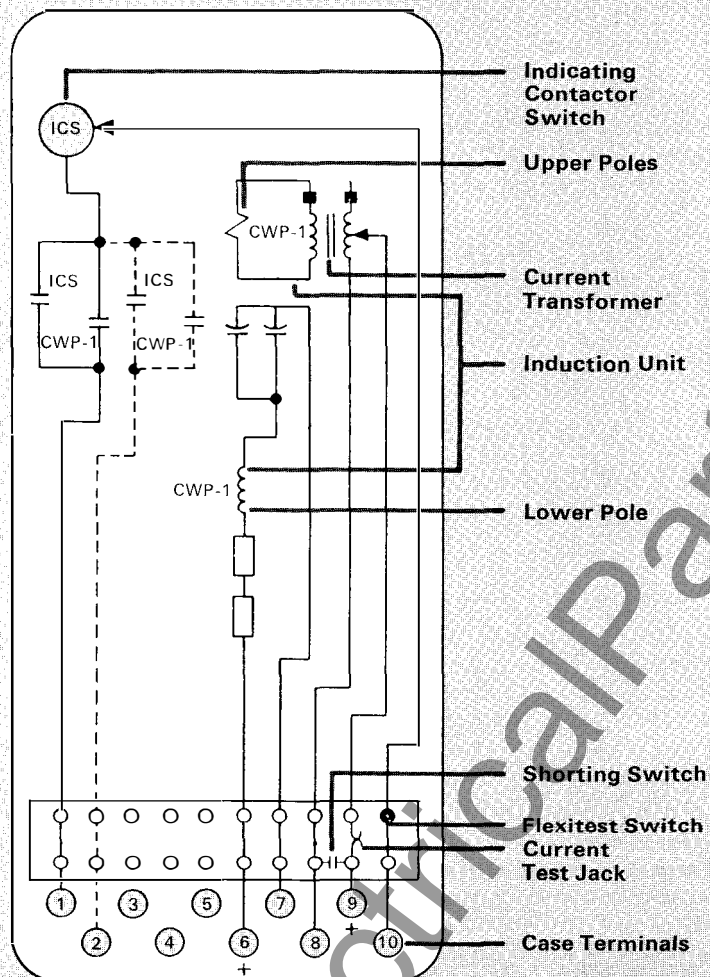 Indicating
Contactor
Switch
ICS
Upper Poles
CWP-1
Current
Transformer
ICS
ICS
CWP-1
CWP-1
Induction Unit
CWP-1
Lower Pole
Shorting Switch
Flexitest Switch
Current
Test Jack
1
3
5
7
9
2
4
6
8
+
10
Case Terminals
+